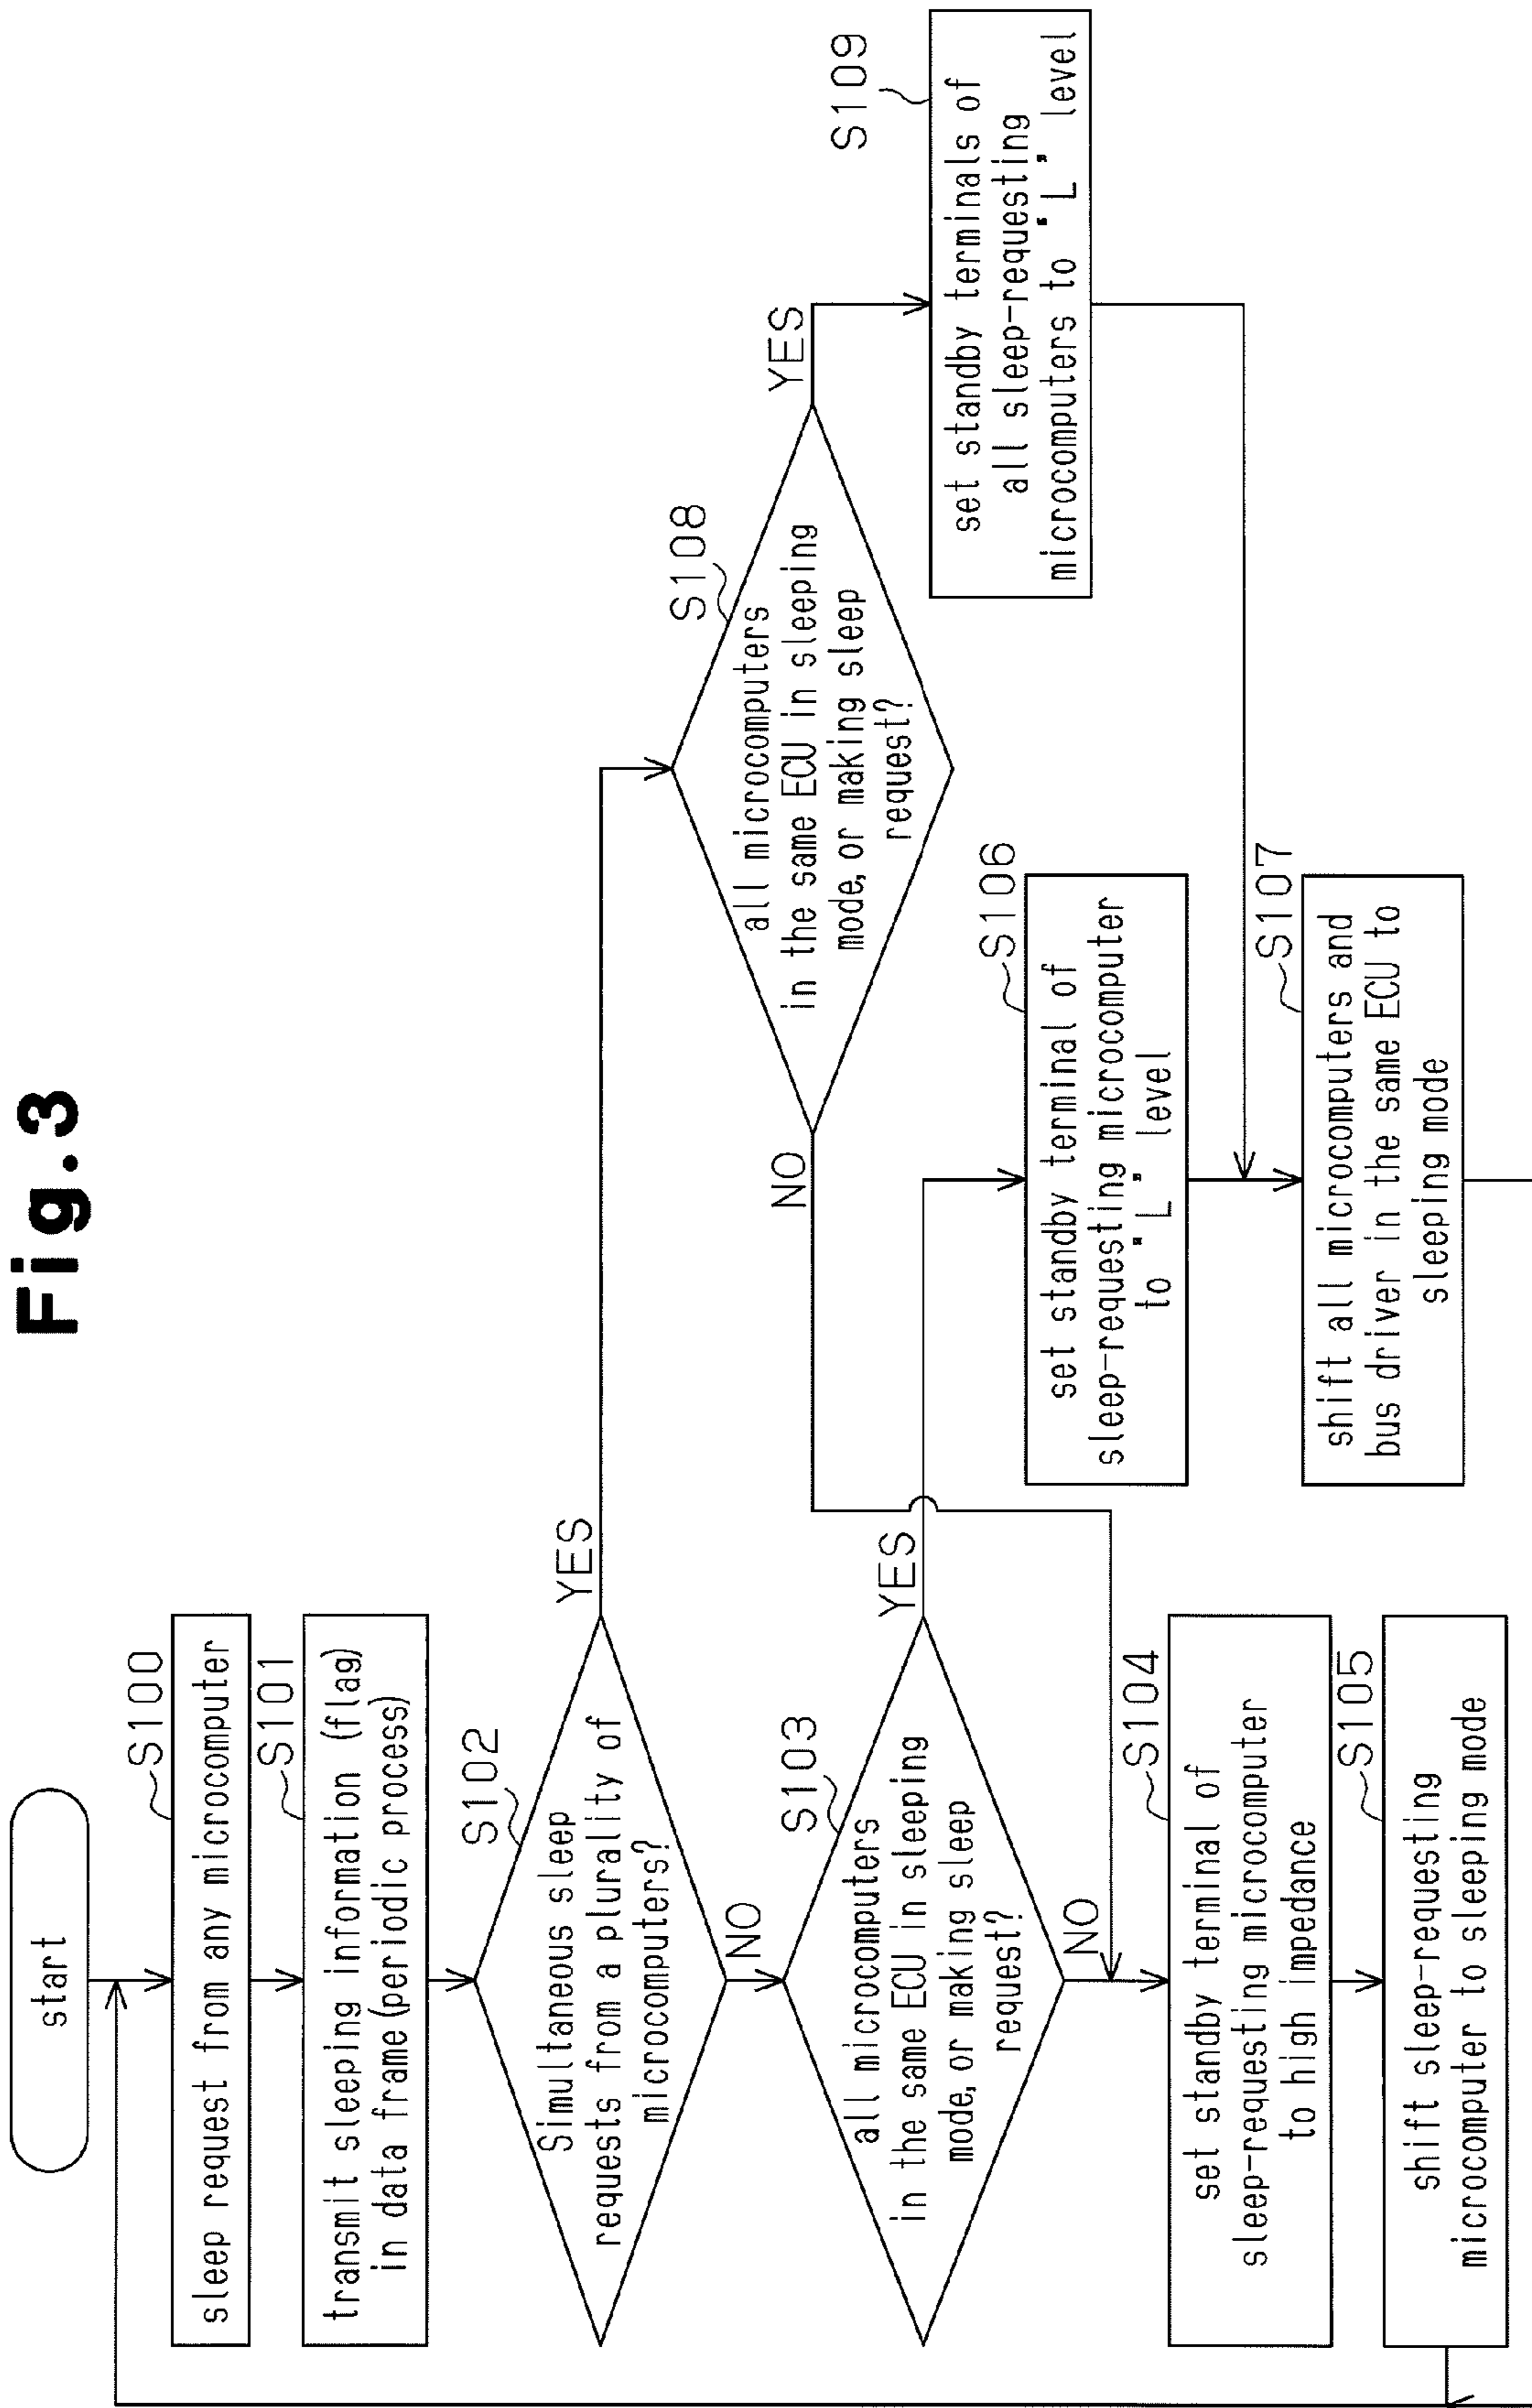 Fig.3
start
S100
sleep request from any microcomputer
S101
transmit sleeping information (flag)
in data frame(periodic process)
S102
Simultaneous sleep
requests from a plurality of
microcomputers?
YES
NO
S103
all microcomputers
in the same ECU in sleeping
mode, or making sleep
request?
YES
NO
S104
set standby terminal of
sleep-requesting microcomputer
to high impedance
S105
shift sleep-requesting
microcomputer to sleeping mode
S106
set standby terminal of
sleep-requesting microcomputer
to "L" level
S107
shift all microcomputers and
bus driver in the same ECU to
sleeping mode
S108
all microcomputers
in the same ECU in sleeping
mode, or making sleep
request?
YES
NO
S109
set standby terminals of
all sleep-requesting
microcomputers to "L" level